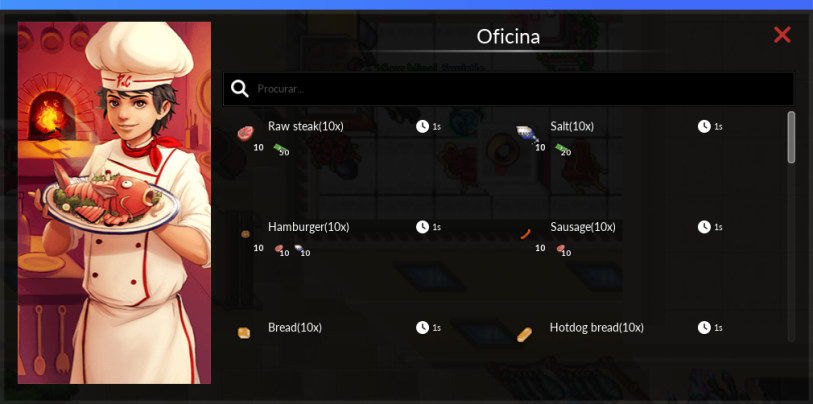 Oficina
Procurar...
Raw steak(10x) 1s
10 50
Salt(10x) 1s
10 20
Hamburger(10x) 1s
10 10 10
Sausage(10x) 1s
10 10
Bread(10x) 1s
Hotdog bread(10x) 1s